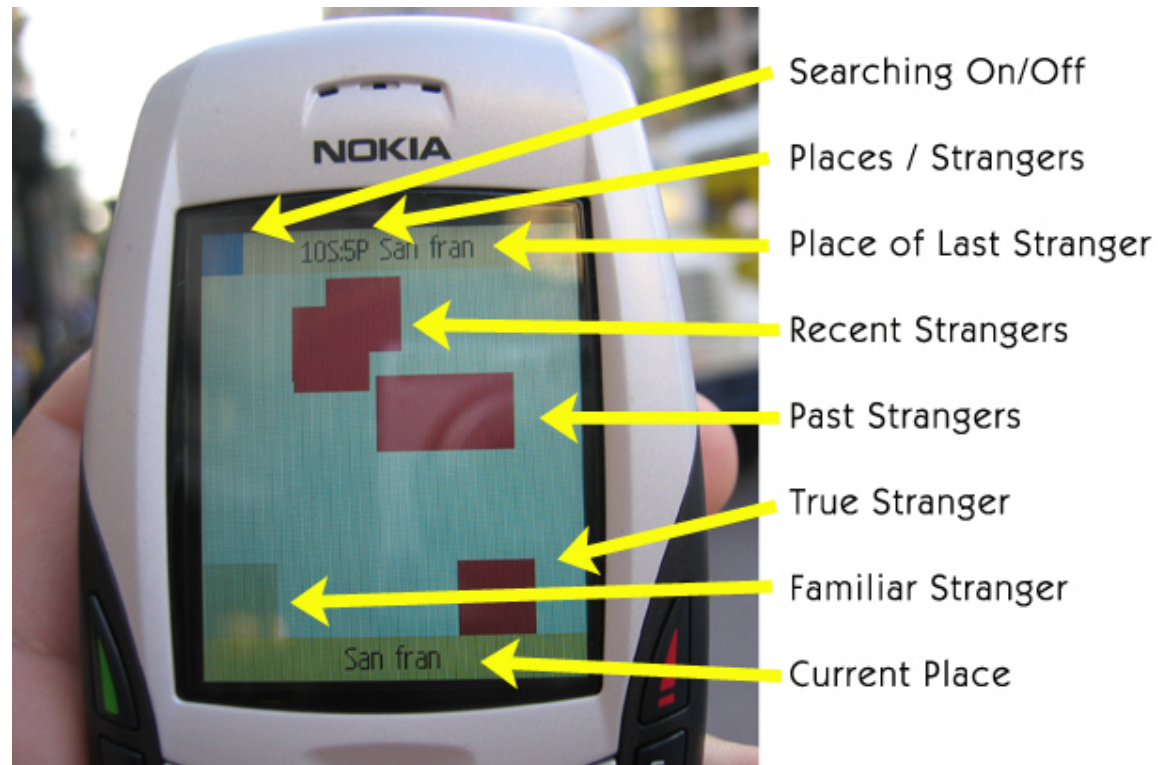 Searching On/Off
NOKIA
Places / Strangers
10S:5P San fran
Place of Last Stranger
Recent Strangers
Past Strangers
True Stranger
Familiar Stranger
San fran
Current Place